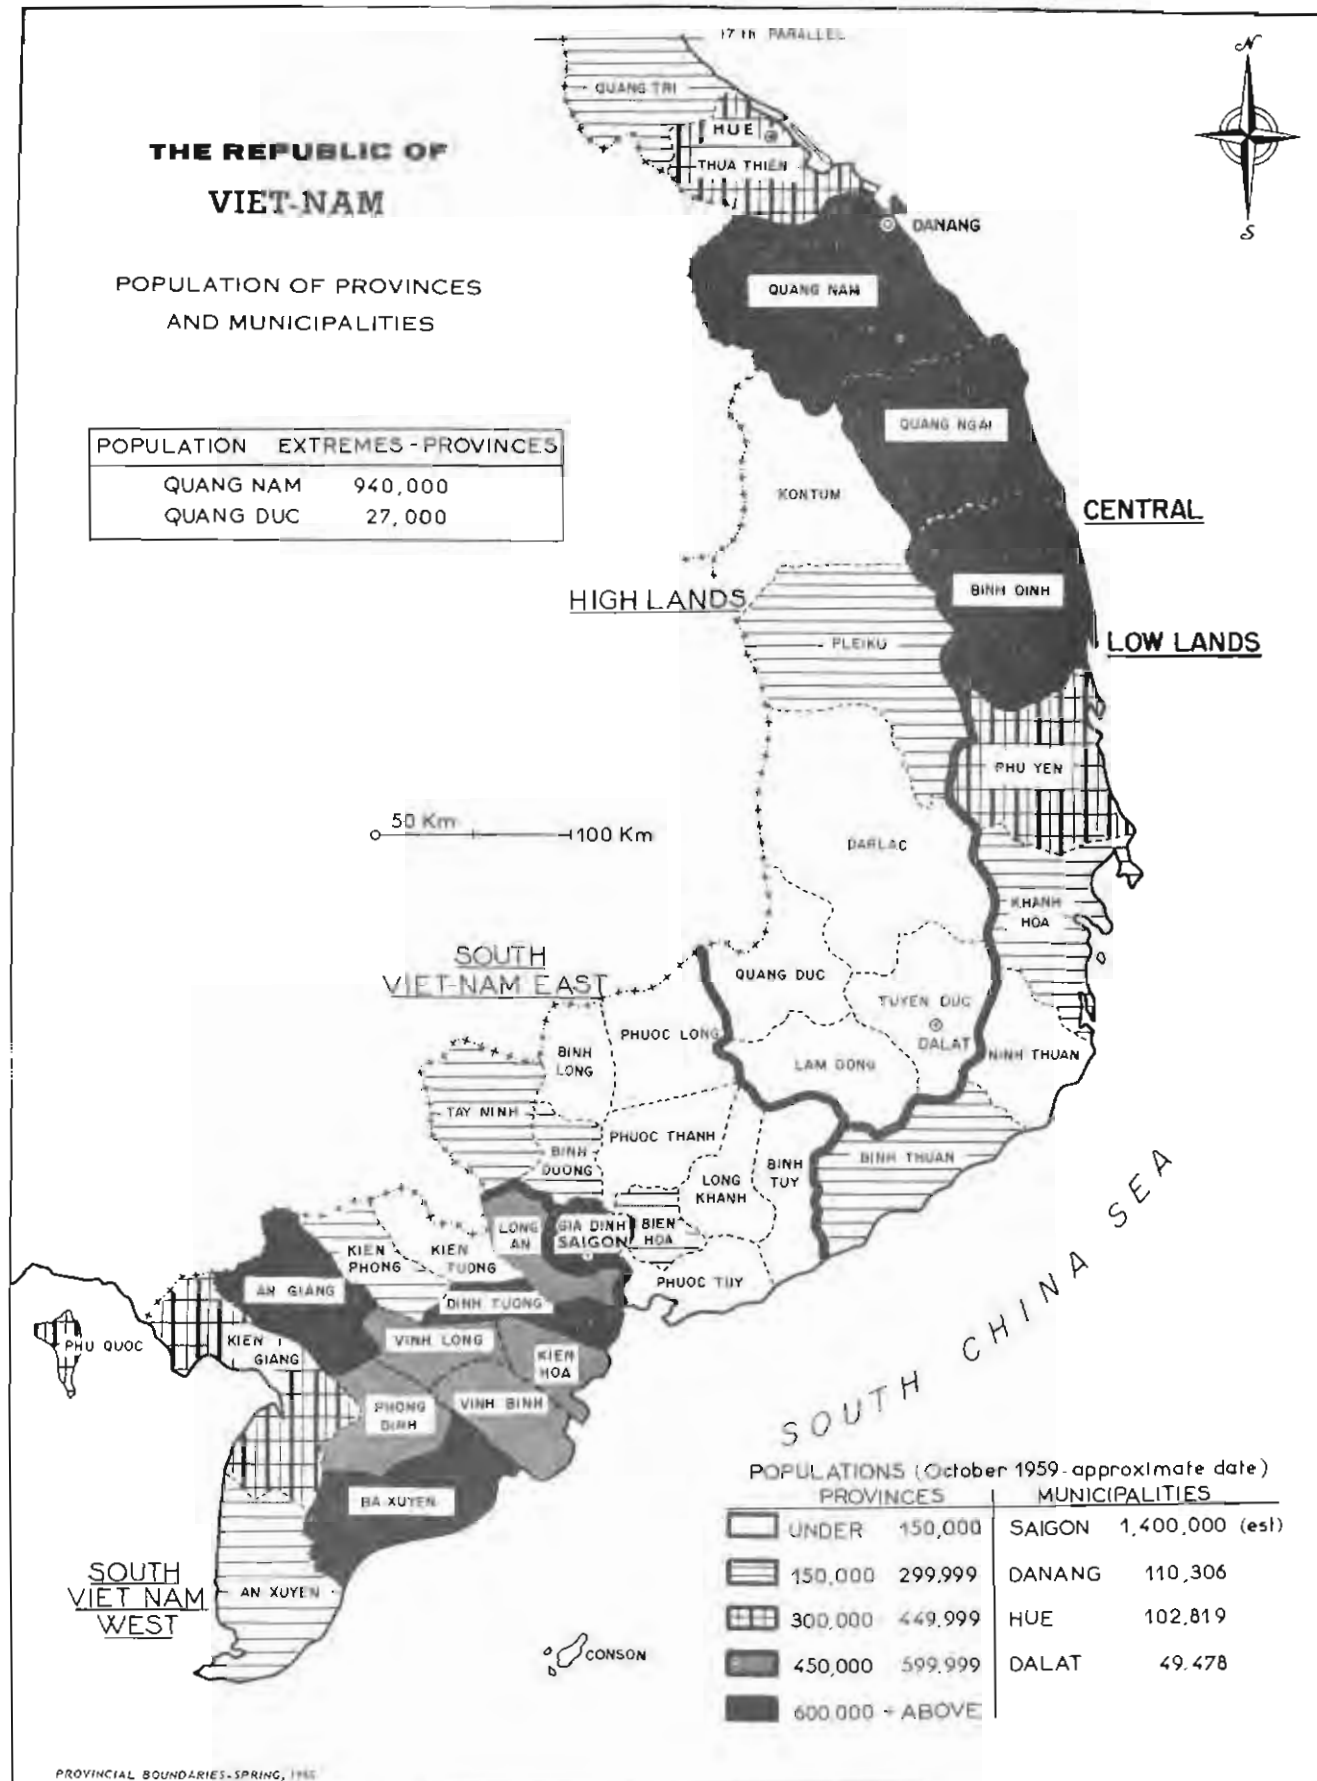 17TH PARALLEL
N
S
THE REPUBLIC OF
VIET-NAM
POPULATION OF PROVINCES
AND MUNICIPALITIES
POPULATION EXTREMES - PROVINCES
QUANG NAM 940,000
QUANG DUC 27,000
QUANG TRI
HUE
THUA THIEN
DANANG
QUANG NAM
QUANG NGAI
KONTUM
CENTRAL
BINH DINH
HIGH LANDS
LOW LANDS
PLEIKU
PHU YEN
50 Km
100 Km
DARLAC
KHANH
HOA
SOUTH
VIET-NAM EAST
QUANG DUC
TUYEN DUC
PHUOC LONG
DALAT
NINH THUAN
BINH
LONG
LAM DONG
TAY NINH
PHUOC THANH
BINH
DUONG
BINH THUAN
BINH
TUY
LONG
KHANH
LONG
AN
GIA DINH
SAIGON
BIEN
HOA
KIEN
PHONG
KIEN
TUONG
PHUOC TUY
AN GIANG
DINH TUONG
PHU QUOC
KIEN
GIANG
VINH LONG
KIEN
HOA
PHONG
DINH
VINH BINH
BA XUYEN
SOUTH CHINA SEA
AN XUYEN
SOUTH
VIET NAM
WEST
CONSON
POPULATIONS (October 1959-approximate date)
PROVINCES MUNICIPALITIES
UNDER 150,000 SAIGON 1,400,000 (est)
150,000 299,999 DANANG 110,306
300,000 449,999 HUE 102,819
450,000 599,999 DALAT 49.478
600,000 + ABOVE
PROVINCIAL BOUNDARIES-SPRING,